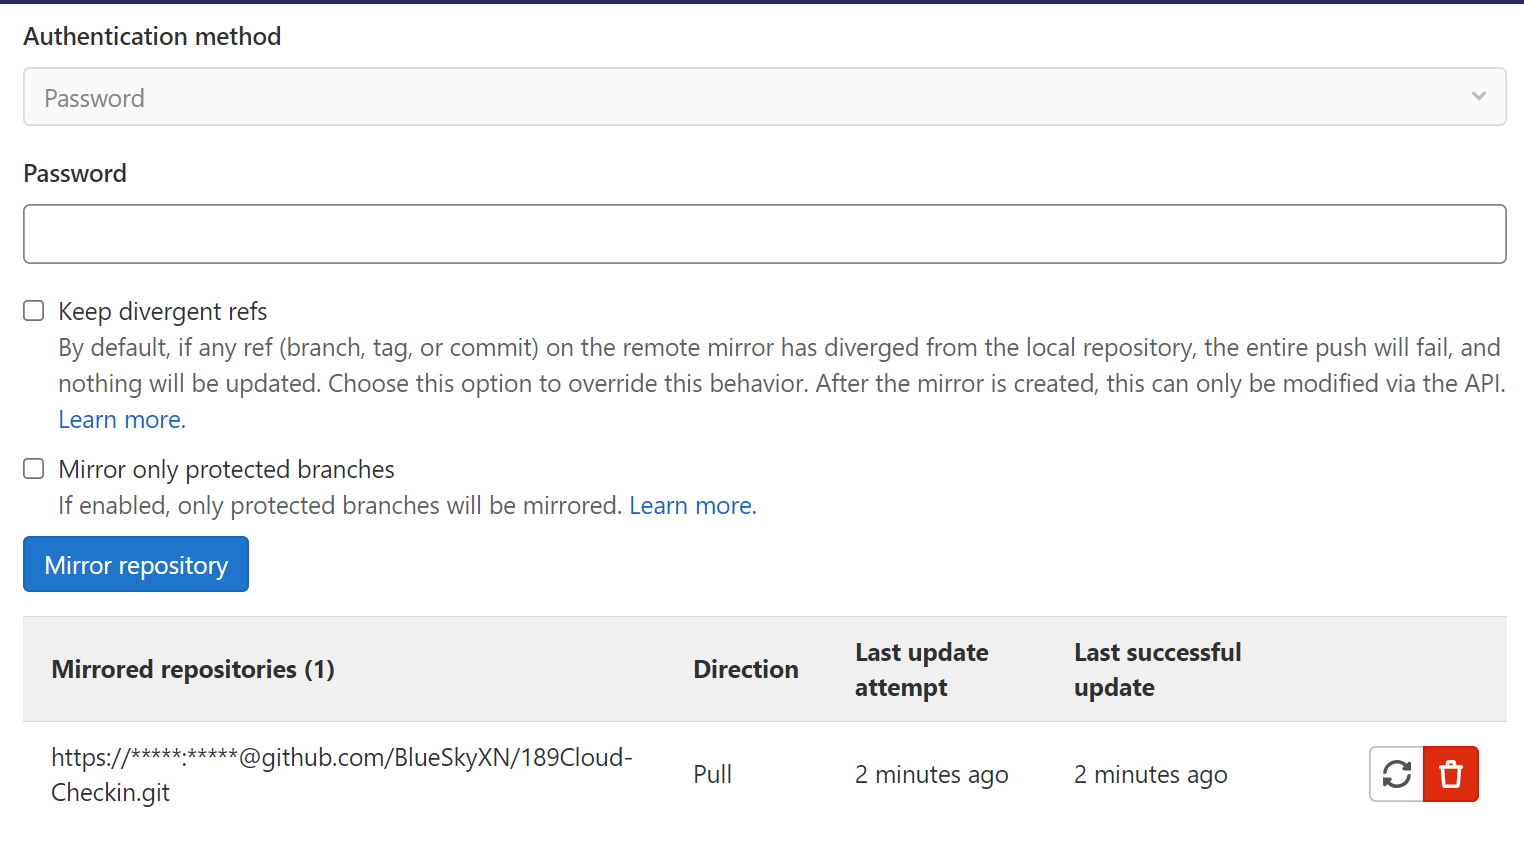 Authentication method
Password
Password
Keep divergent refs
By default, if any ref (branch, tag, or commit) on the remote mirror has diverged from the local repository, the entire push will fail, and
nothing will be updated. Choose this option to override this behavior. After the mirror is created, this can only be modified via the API.
Learn more.
Mirror only protected branches
If enabled, only protected branches will be mirrored. Learn more.
Mirror repository
Mirrored repositories (1)
Direction
Last update
attempt
Last successful
update
https://*****:*****@github.com/BlueSkyXN/189Cloud-
Checkin.git
Pull
2 minutes ago
2 minutes ago